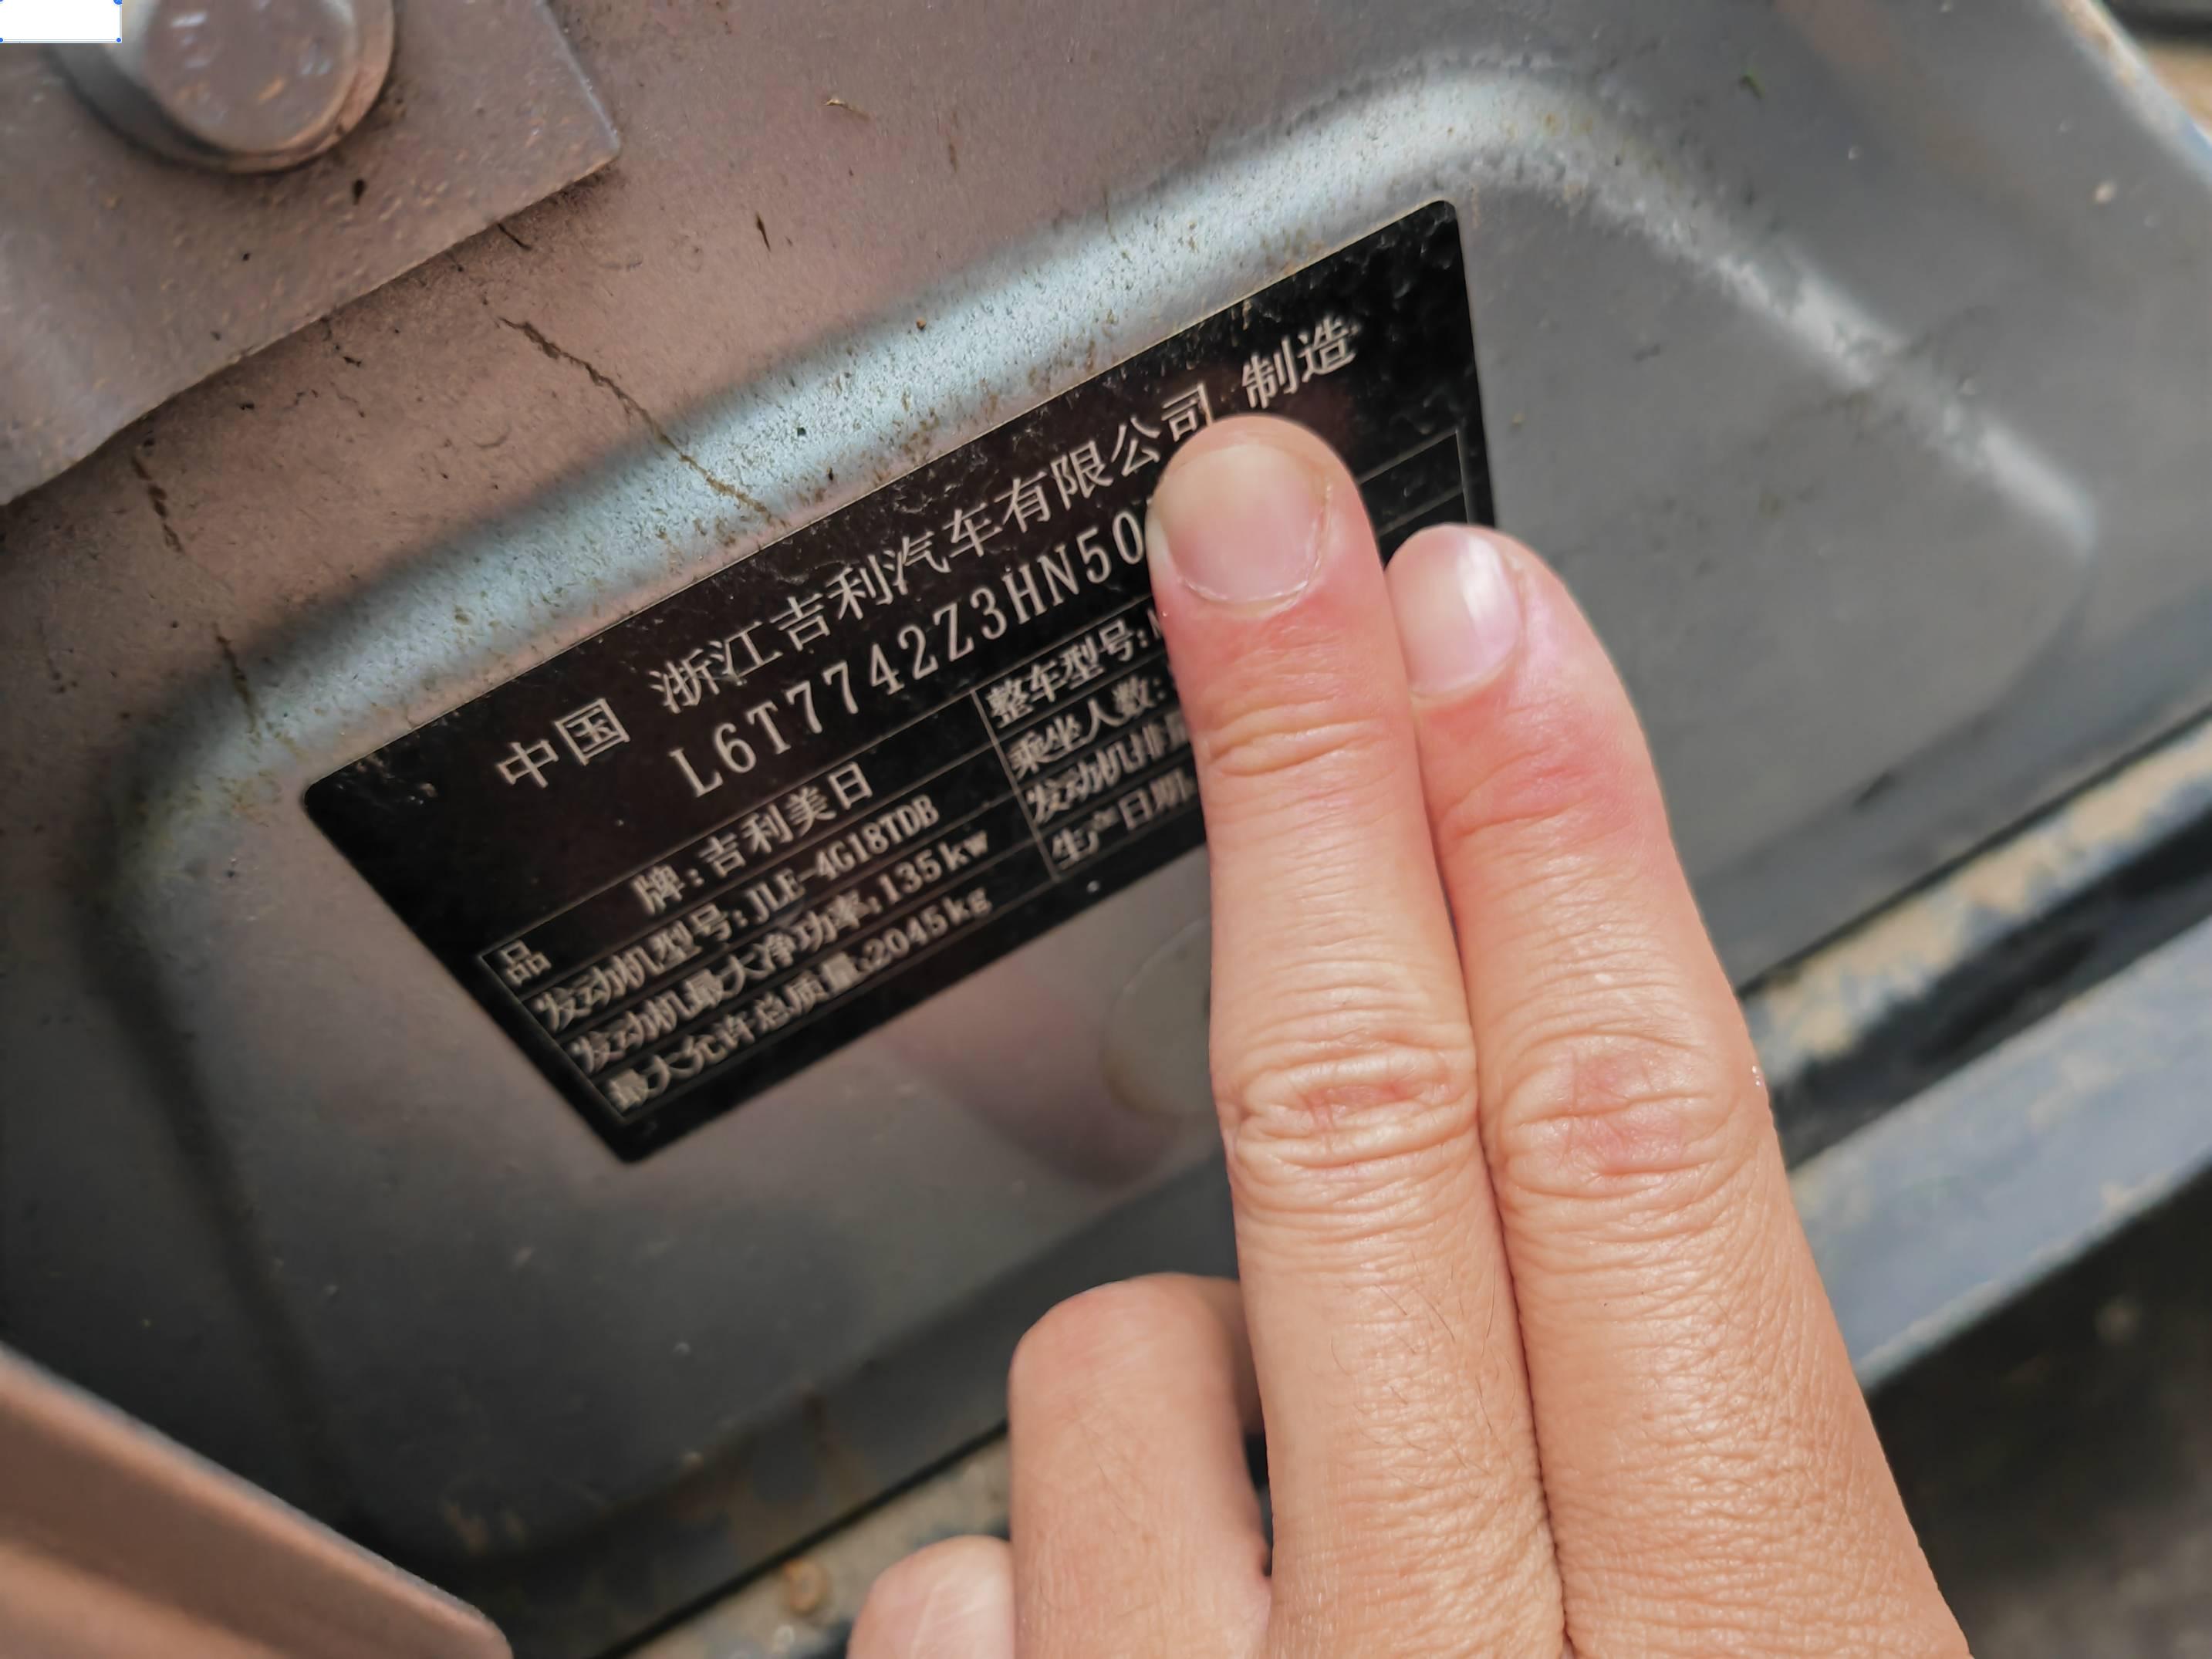 中国 浙江吉利汽车有限公司 制造
L6T7742Z3HN50
品 牌:吉利美日
整车型号:
发动机型号:JLE-4G18TDB
乘坐人数:
发动机最大净功率:135kw
发动机排量
最大允许总质量:2045kg
生产日期: